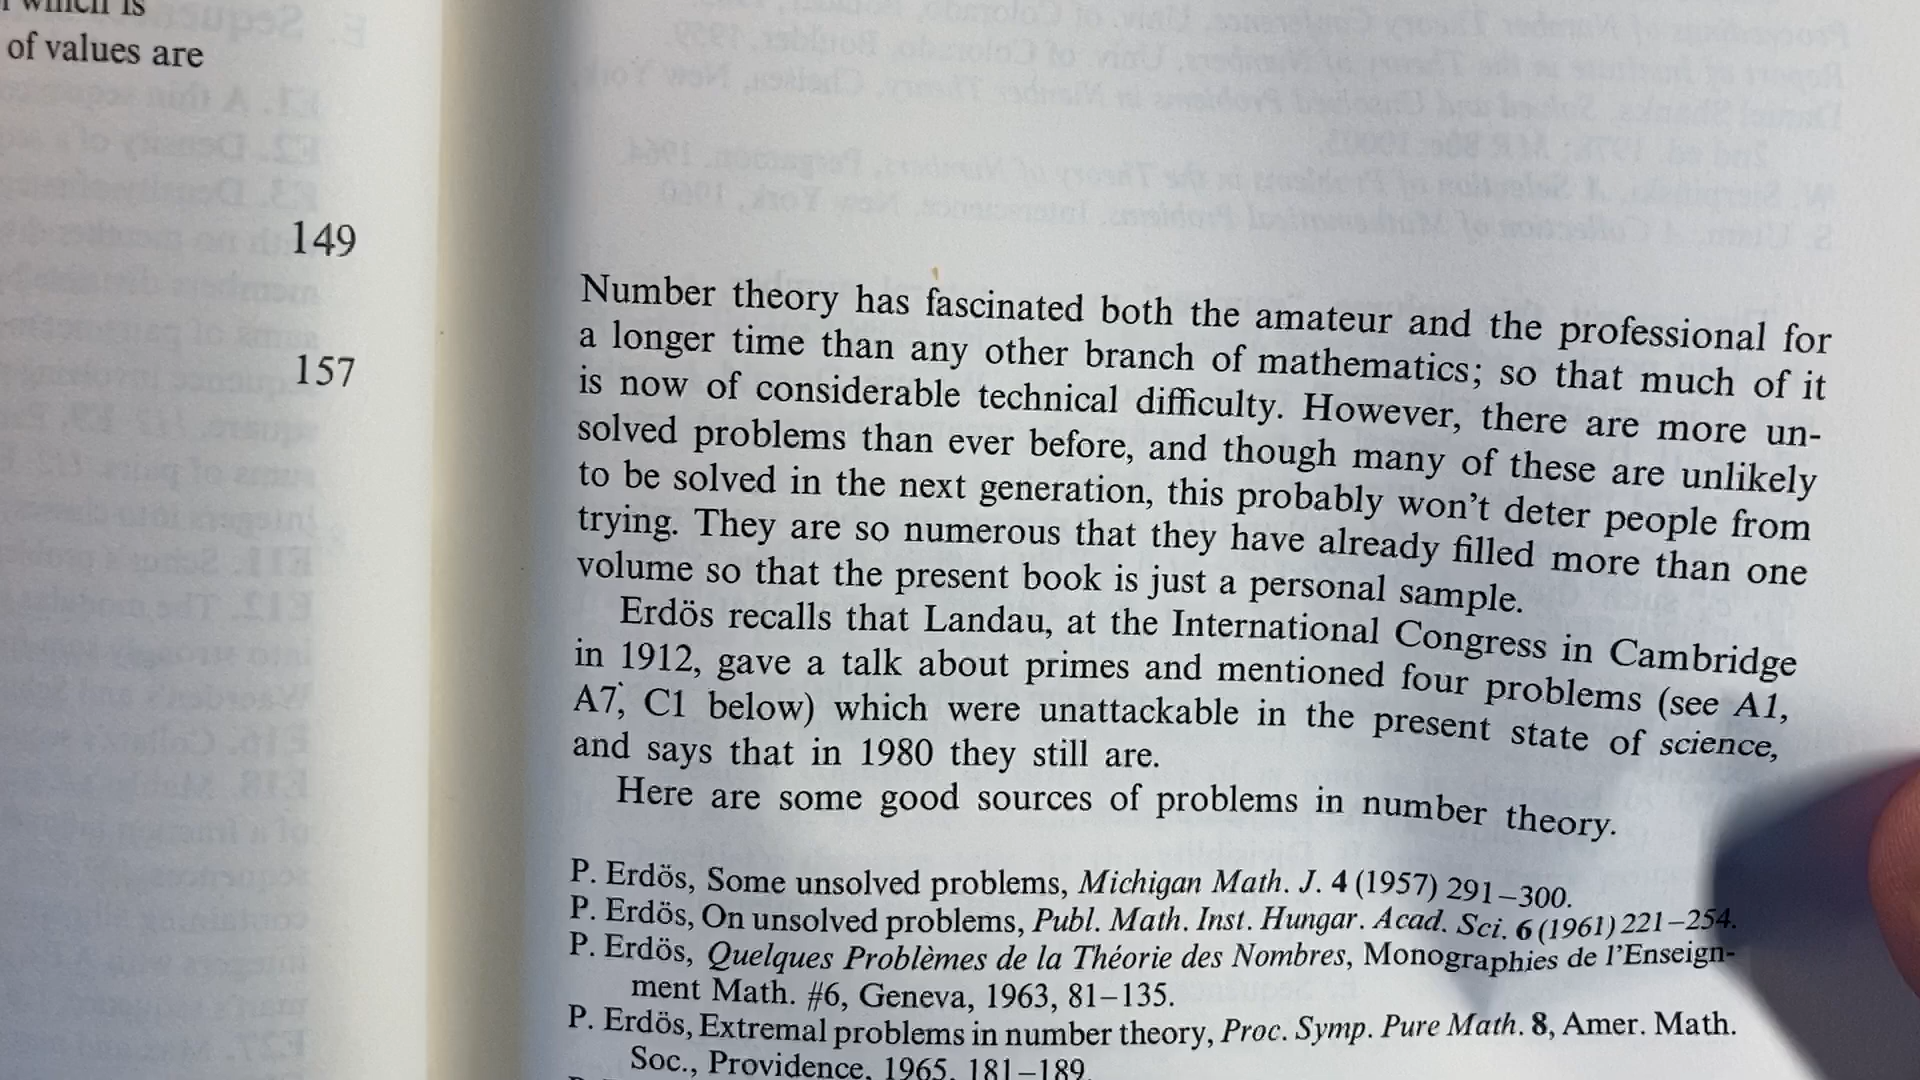 which is
of values are
149
157
Number theory has fascinated both the amateur and the professional for
a longer time than any other branch of mathematics; so that much of it
is now of considerable technical difficulty. However, there are more un-
solved problems than ever before, and though many of these are unlikely
to be solved in the next generation, this probably won't deter people from
trying. They are so numerous that they have already filled more than one
volume so that the present book is just a personal sample.
Erdös recalls that Landau, at the International Congress in Cambridge
in 1912, gave a talk about primes and mentioned four problems (see A1,
A7, C1 below) which were unattackable in the present state of science,
and says that in 1980 they still are.
Here are some good sources of problems in number theory.
P. Erdös, Some unsolved problems, Michigan Math. J. 4 (1957) 291–300.
P. Erdös, On unsolved problems, Publ. Math. Inst. Hungar. Acad. Sci. 6 (1961) 221–254.
P. Erdös, Quelques Problèmes de la Théorie des Nombres, Monographies de l'Enseign-
ment Math. #6, Geneva, 1963, 81–135.
P. Erdös, Extremal problems in number theory, Proc. Symp. Pure Math. 8, Amer. Math.
Soc., Providence, 1965, 181–189.